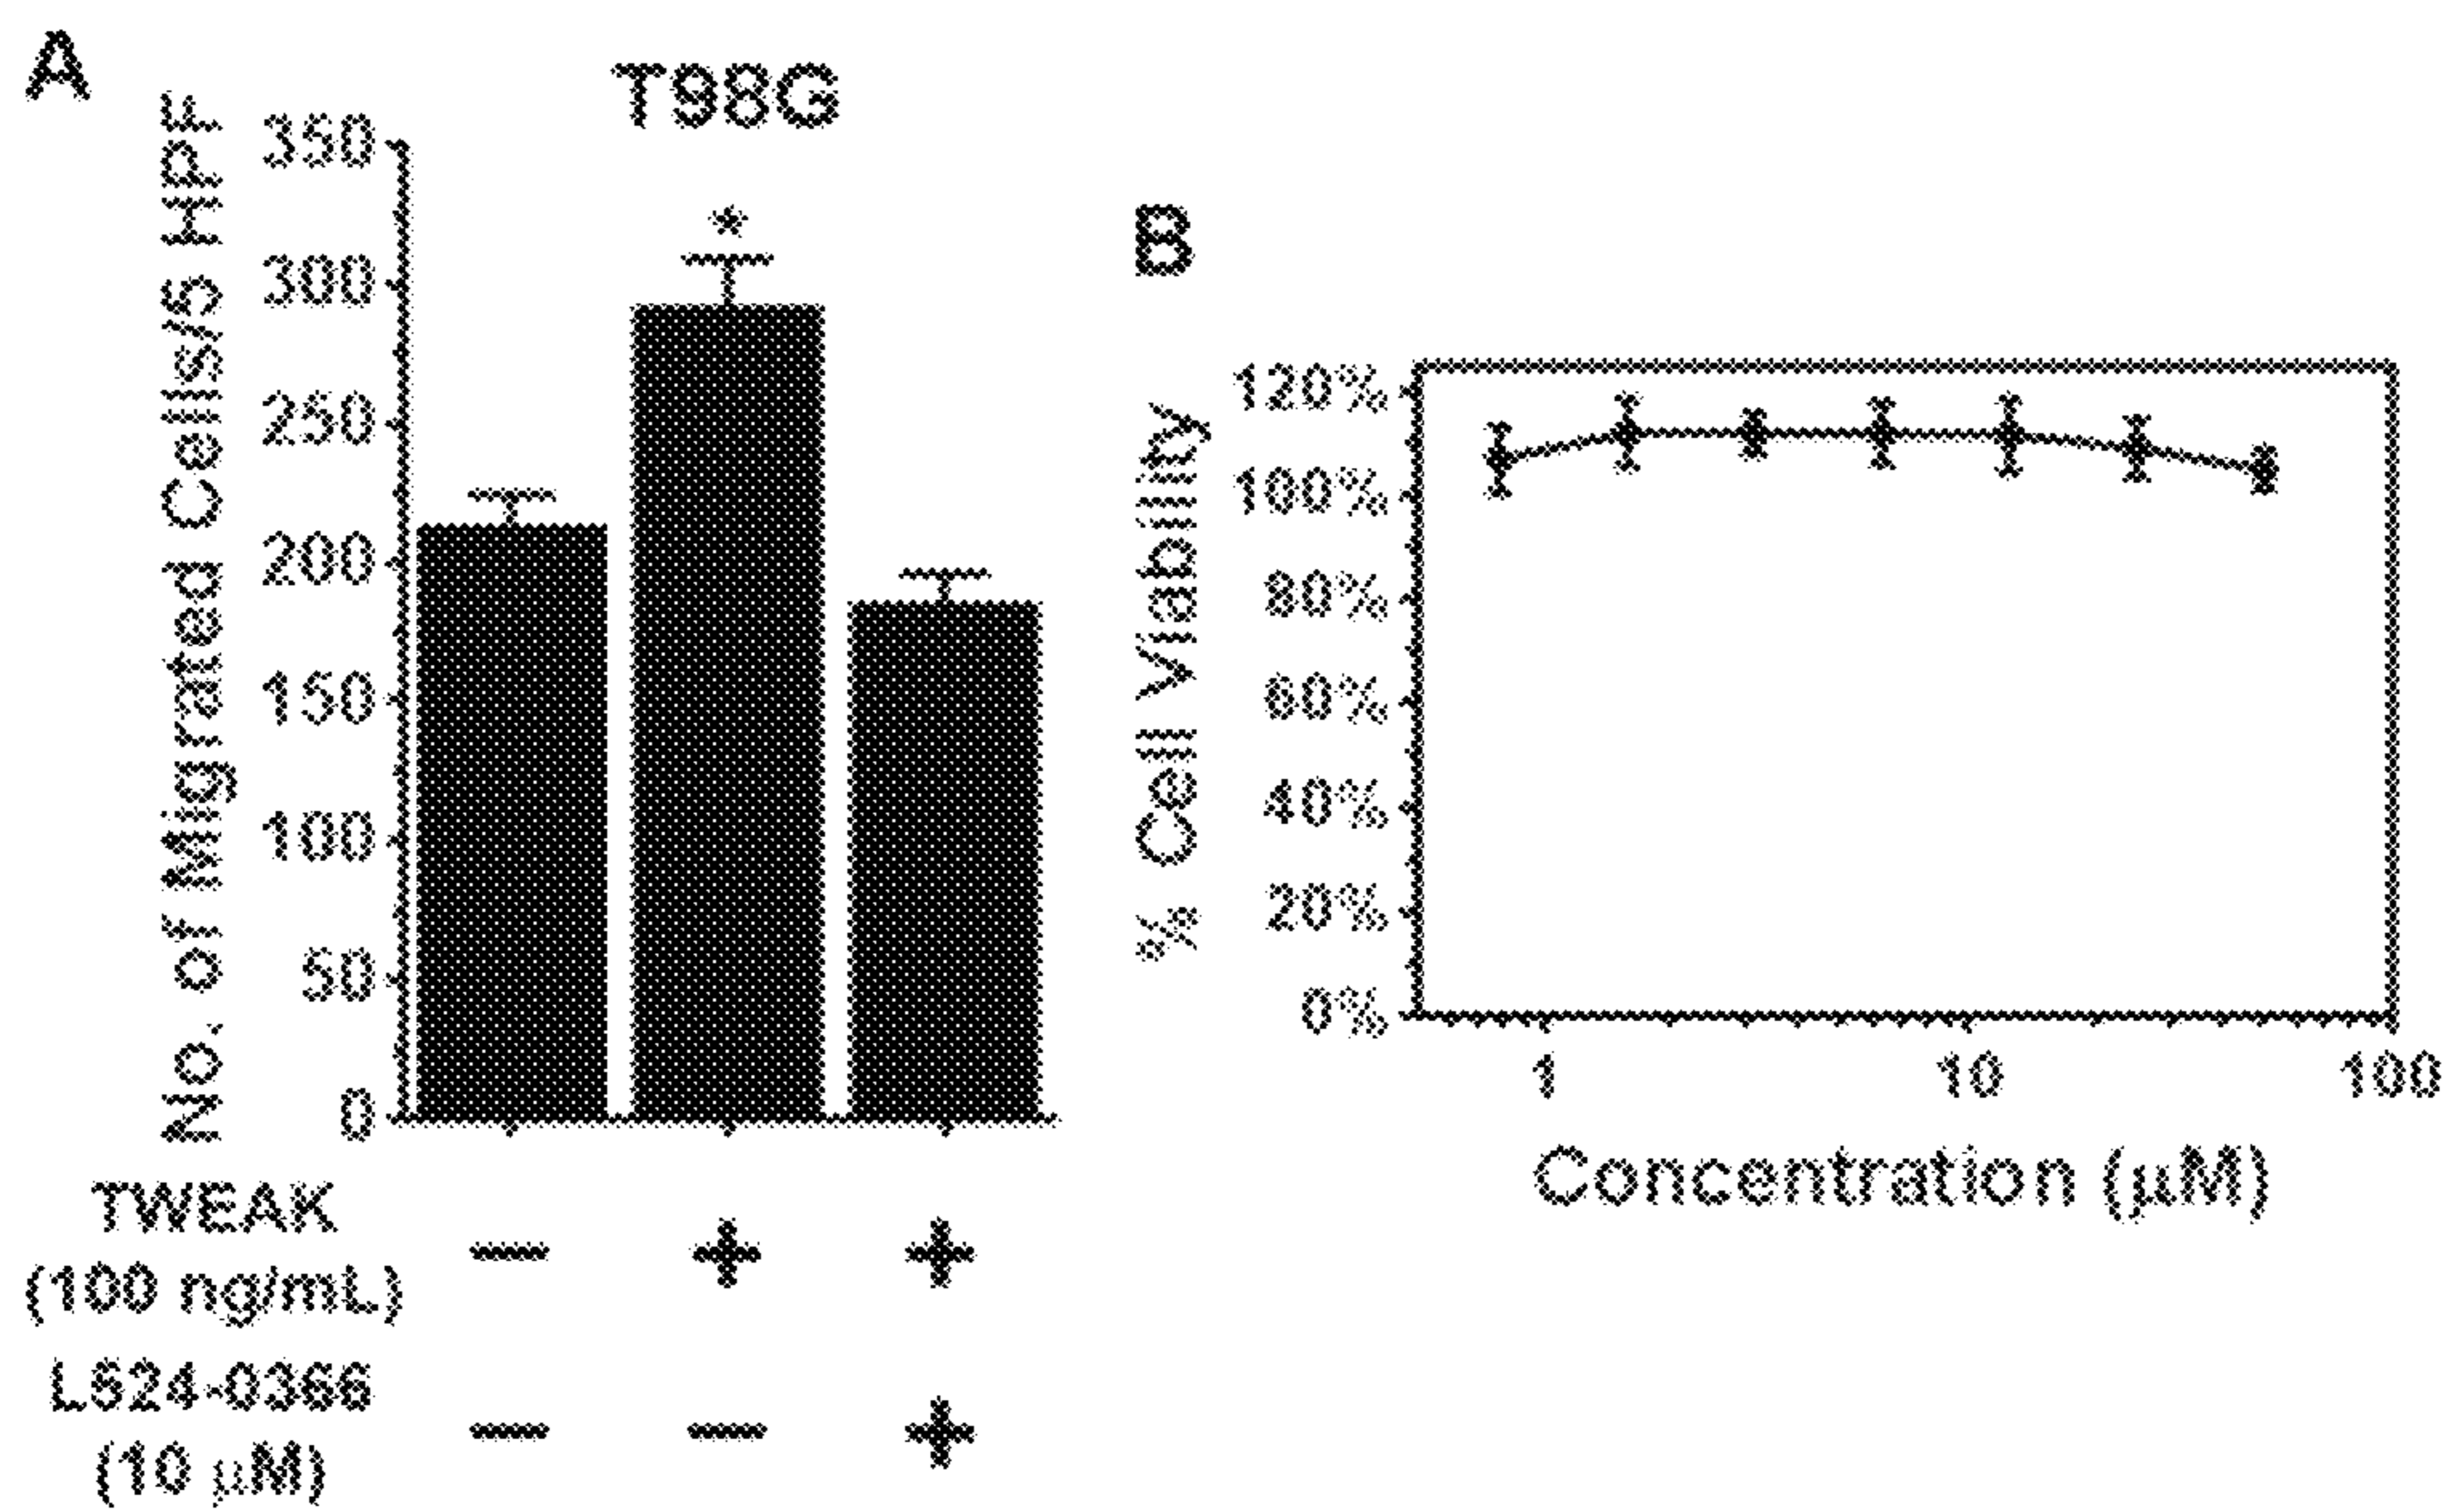 A
T98G
No. of Migrated Cells/5 HPF
350
300
250
200
150
100
50
0
*
TWEAK
(100 ng/mL)
— + +
L524-0366
(10 µM)
— — +
B
% Cell Viability
120%
100%
80%
60%
40%
20%
0%
1 10 100
Concentration (µM)